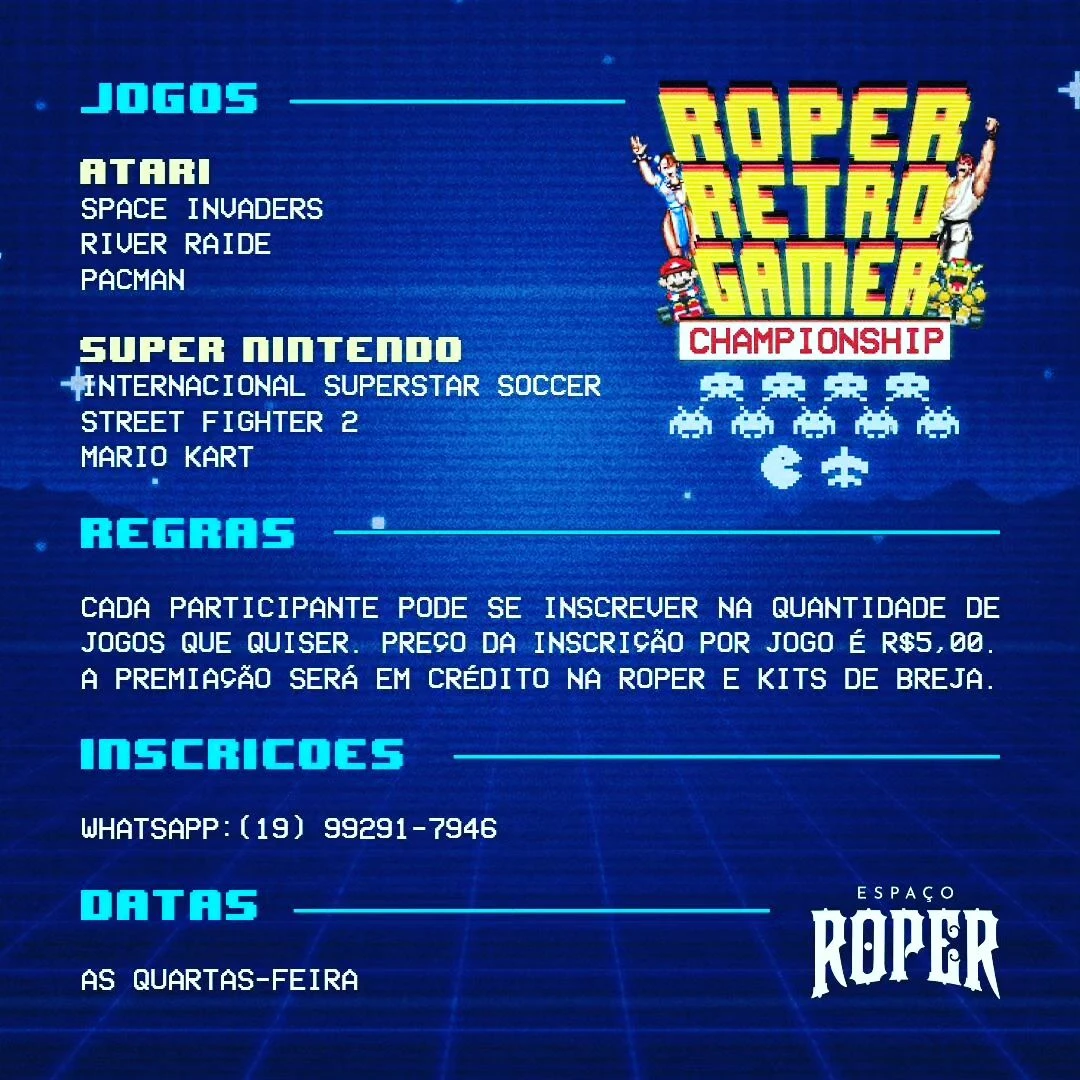 JOGOS
ROPER
RETRO
GAMER
CHAMPIONSHIP
ATARI
SPACE INVADERS
RIVER RAIDE
PACMAN
SUPER NINTENDO
INTERNACIONAL SUPERSTAR SOCCER
STREET FIGHTER 2
MARIO KART
REGRAS
CADA PARTICIPANTE PODE SE INSCREVER NA QUANTIDADE DE
JOGOS QUE QUISER. PREÇO DA INSCRIÇÃO POR JOGO É R$5,00.
A PREMIAÇÃO SERÁ EM CRÉDITO NA ROPER E KITS DE BREJA.
INSCRICOES
WHATSAPP:(19) 99291-7946
DATAS
AS QUARTAS-FEIRA
ESPAÇO
ROPER